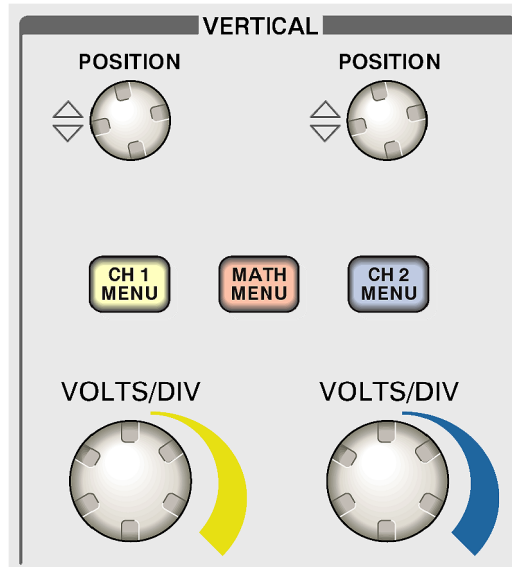 VERTICAL
POSITION
POSITION
CH 1
MENU
MATH
MENU
CH 2
MENU
VOLTS/DIV
VOLTS/DIV